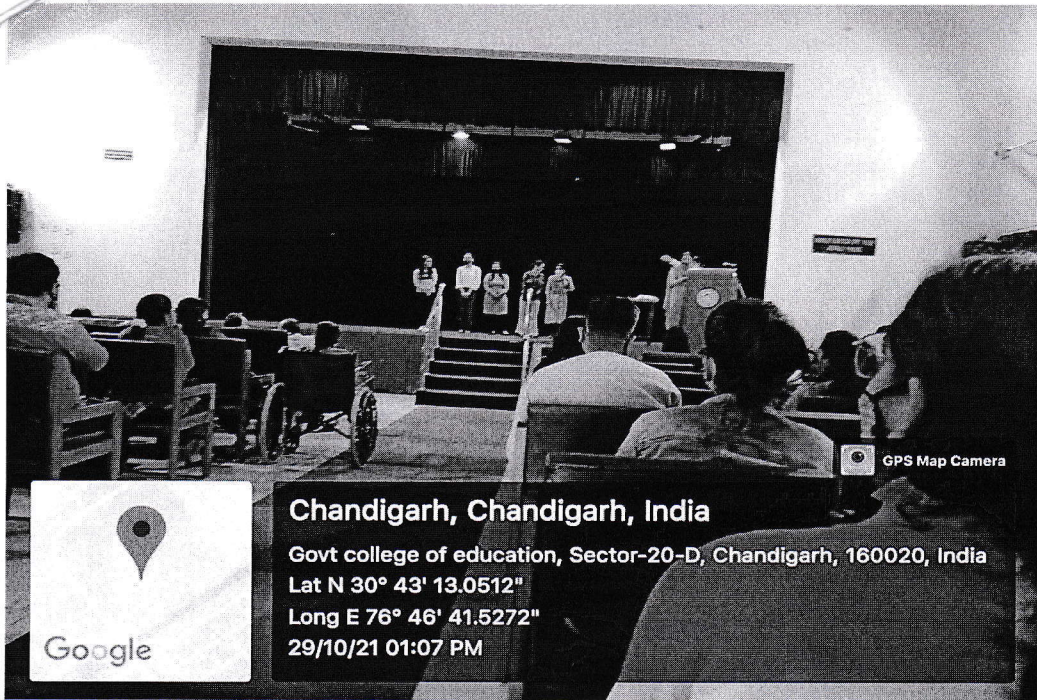 GPS Map Camera
Chandigarh, Chandigarh, India
Govt college of education, Sector-20-D, Chandigarh, 160020, India
Lat N 30° 43' 13.0512"
Long E 76° 46' 41.5272"
29/10/21 01:07 PM
Google